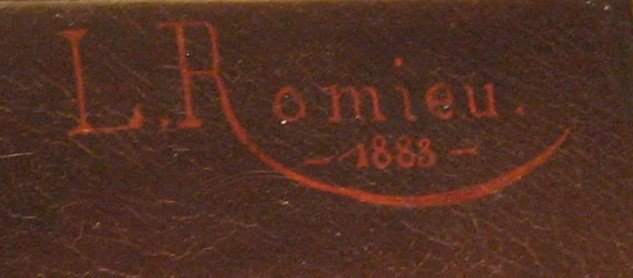 L. Romieu.
- 1883 -